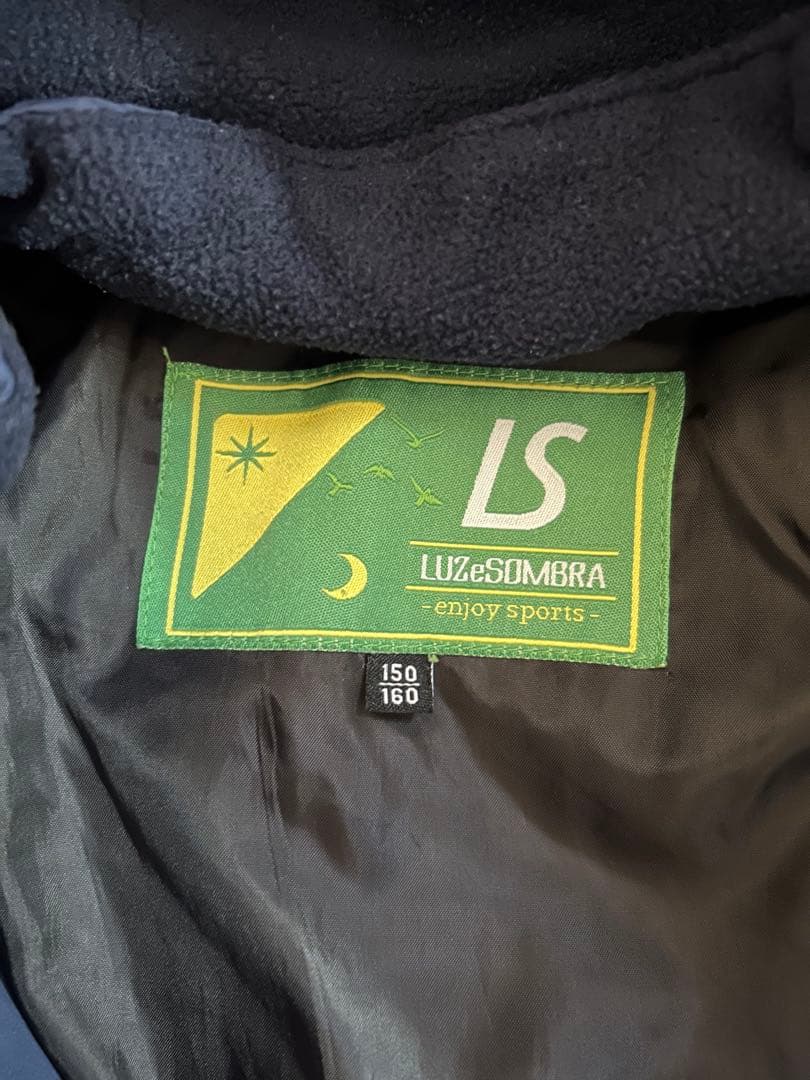 LS
LUZeSOMBRA
-enjoy sports-
150
160